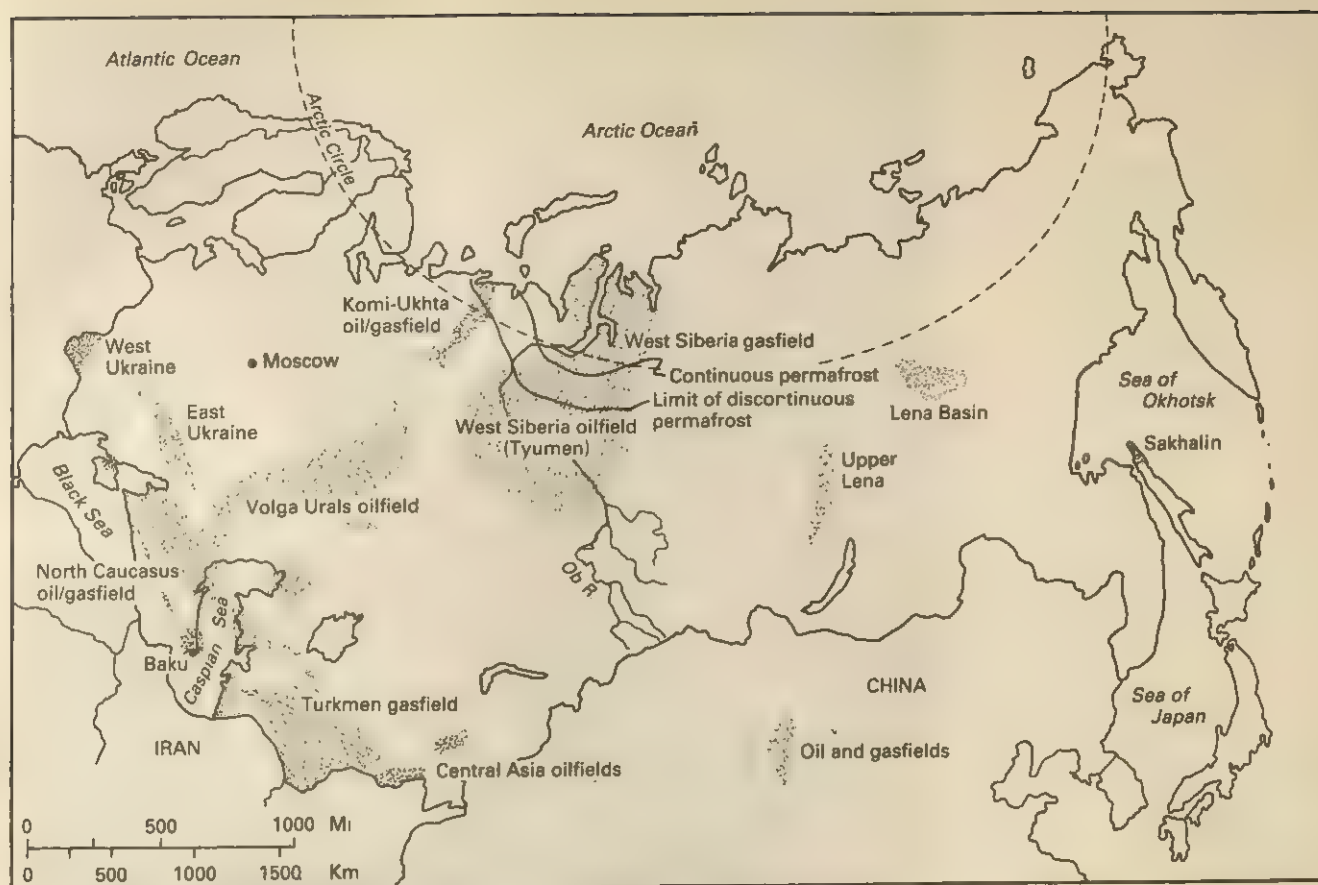 Atlantic Ocean
Arctic Circle
Arctic Ocean
Komi-Ukhta
oil/gasfield
West Siberia gasfield
West
Ukraine
Moscow
Continuous permafrost
Limit of discontinuous
permafrost
Lena Basin
Sea of
Okhotsk
East
Ukraine
West Siberia oilfield
(Tyumen)
Sakhalin
Upper
Lena
Black Sea
Volga Urals oilfield
North Caucasus
oil/gasfield
Ob R.
Caspian Sea
Baku
CHINA
Sea of
Japan
Turkmen gasfield
IRAN
Oil and gasfields
Central Asia oilfields
0 500 1000 Mi
0 500 1000 1500 Km